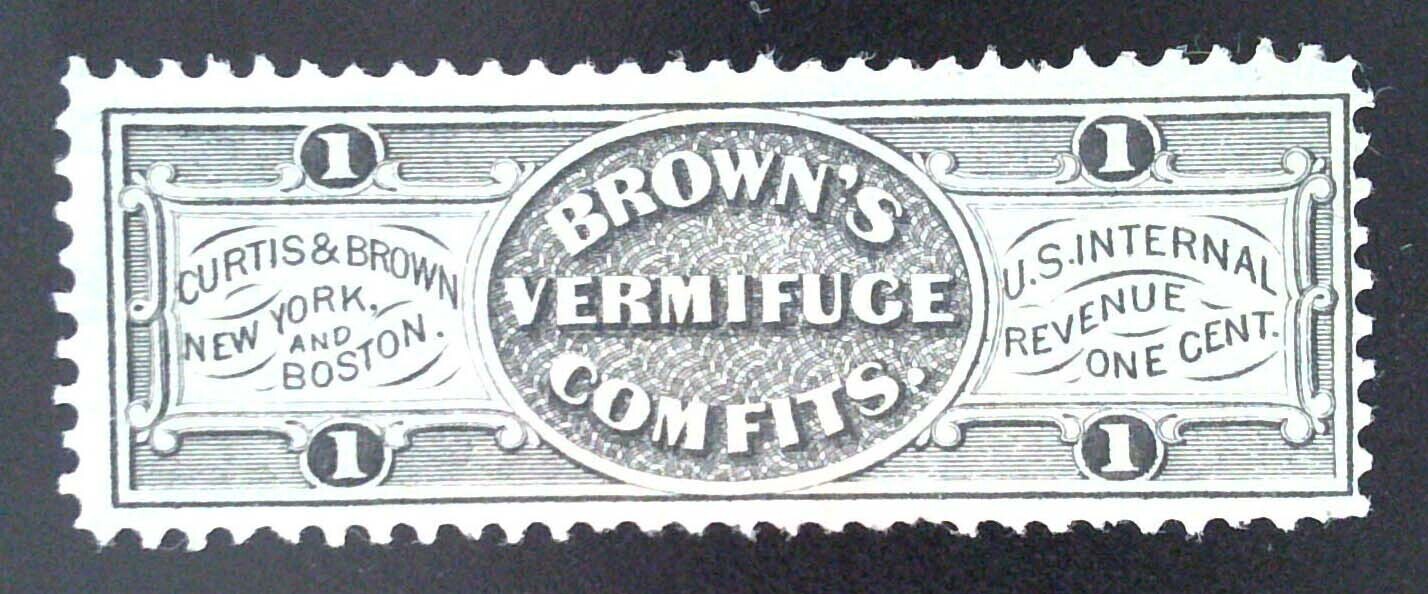 1
1
CURTIS & BROWN
NEW YORK,
AND
BOSTON.
BROWN'S
VERMIFUGE
COMFITS.
U.S. INTERNAL
REVENUE
ONE CENT.
1
1